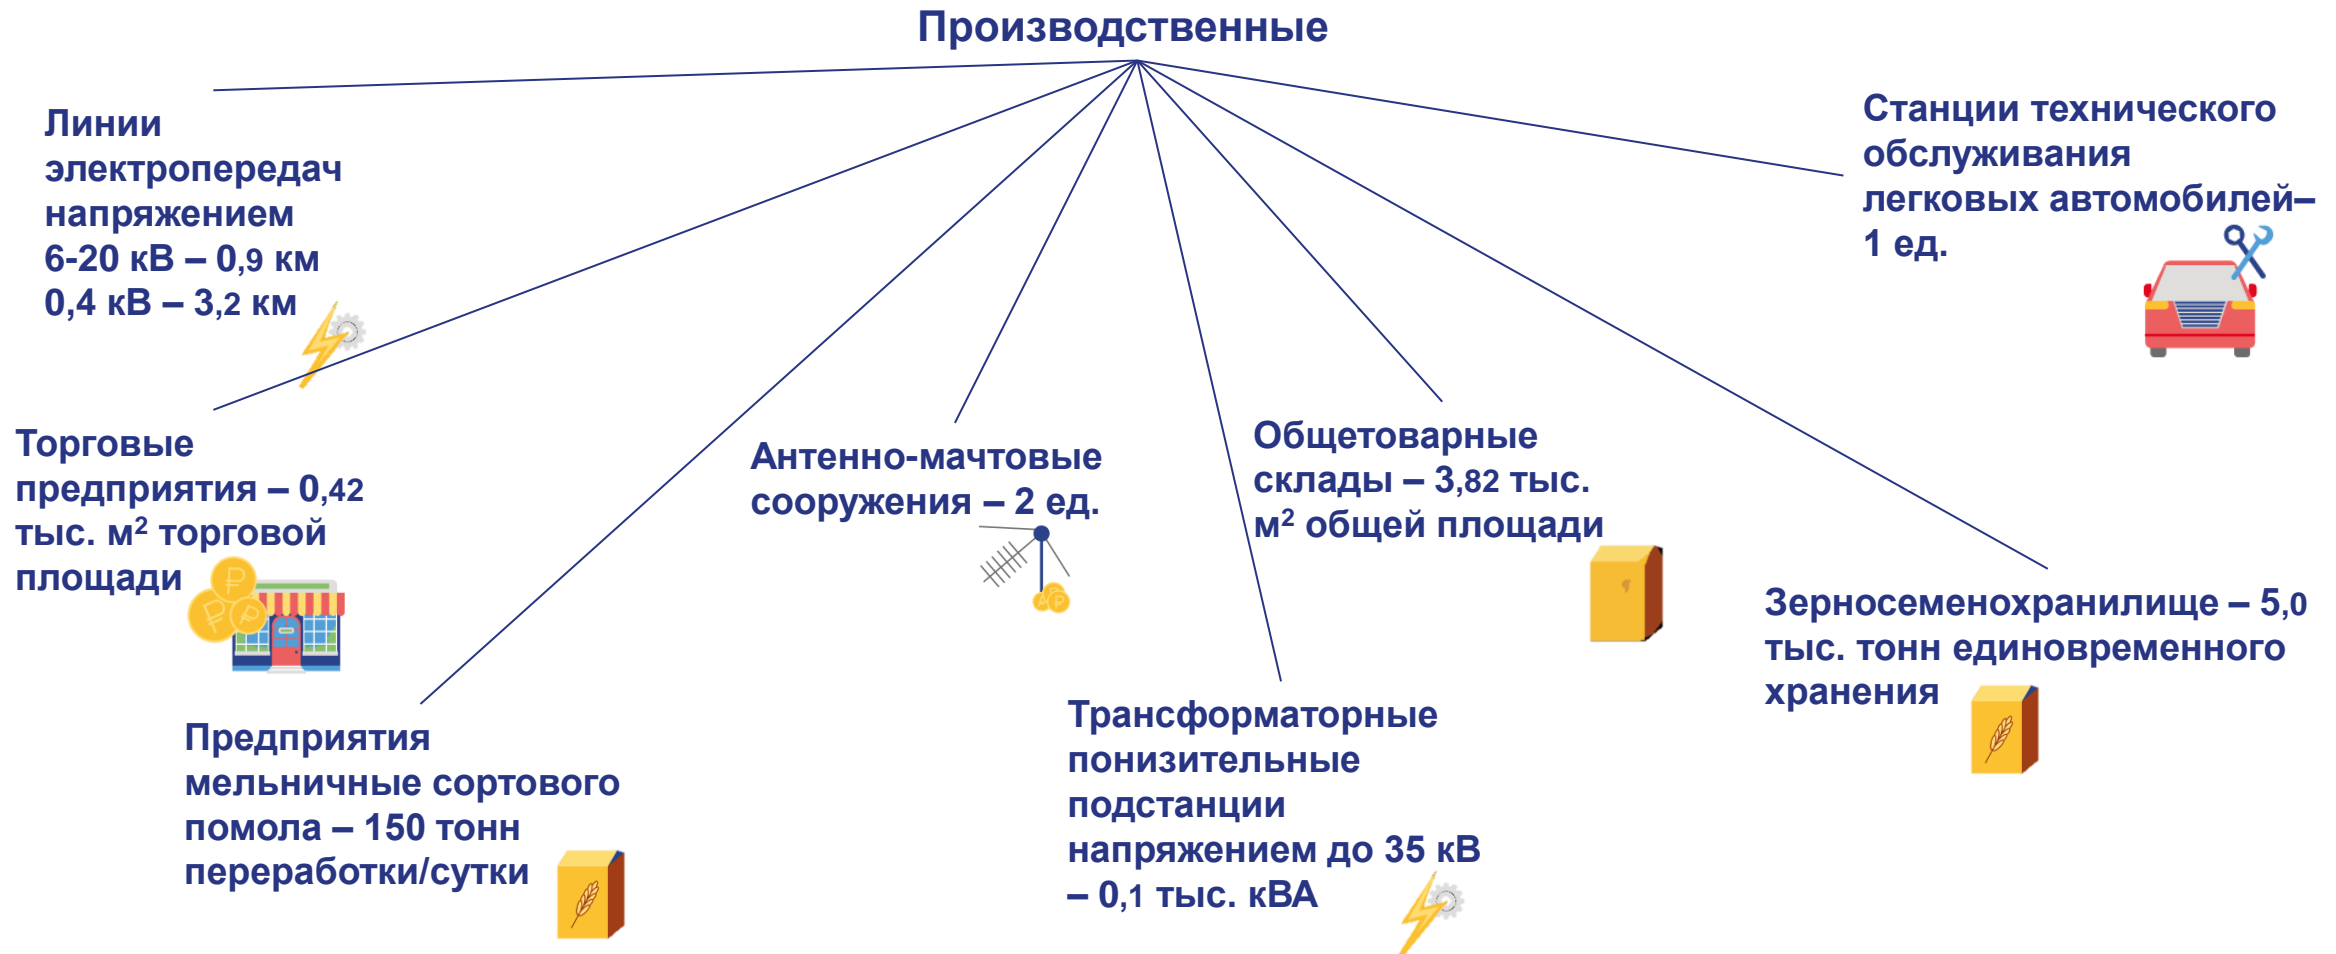 Производственные
Линии
электропередач
напряжением
6-20 кВ – 0,9 км
0,4 кВ – 3,2 км
Станции технического
обслуживания
легковых автомобилей–
1 ед.
Торговые
предприятия – 0,42
тыс. м² торговой
площади
Антенно-мачтовые
сооружения – 2 ед.
Общетоварные
склады – 3,82 тыс.
м² общей площади
Зерносеменохранилище – 5,0
тыс. тонн единовременного
хранения
Предприятия
мельничные сортового
помола – 150 тонн
переработки/сутки
Трансформаторные
понизительные
подстанции
напряжением до 35 кВ
– 0,1 тыс. кВА